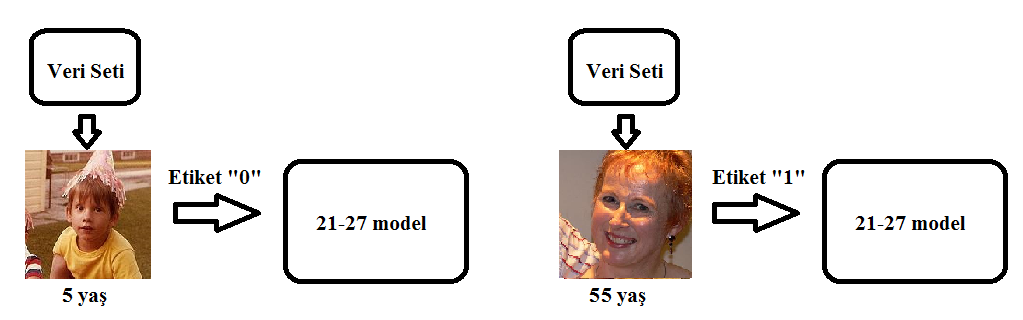 Veri Seti
Etiket "0"
21-27 model
5 yaş
Veri Seti
Etiket "1"
21-27 model
55 yaş